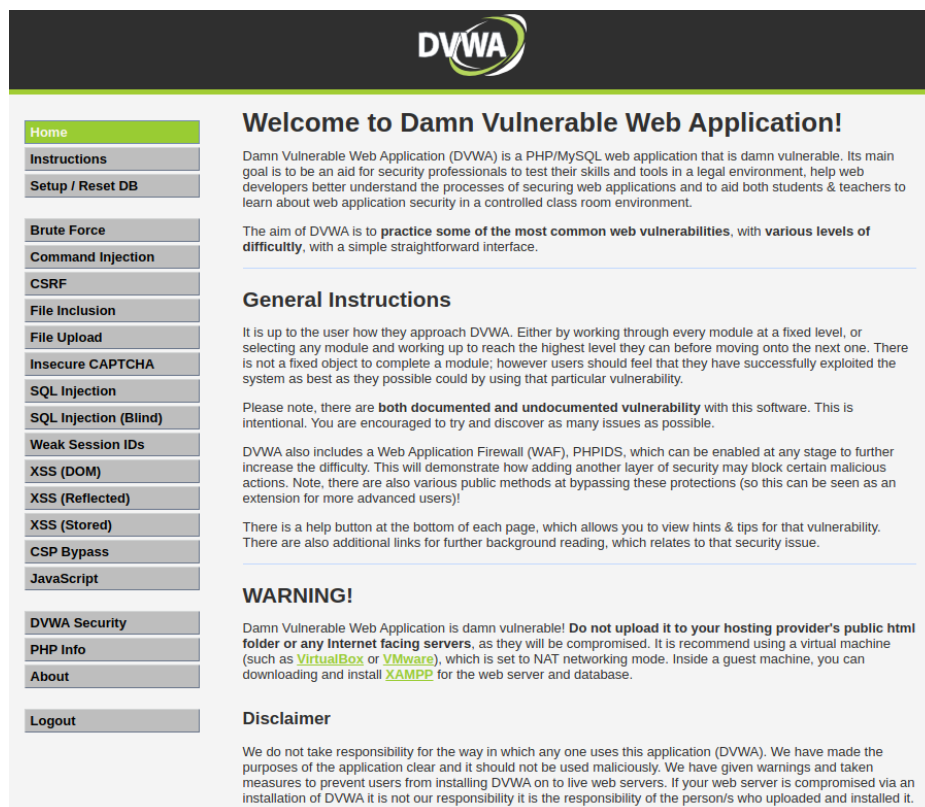 DVWA
Home
Instructions
Setup / Reset DB
Brute Force
Command Injection
CSRF
File Inclusion
File Upload
Insecure CAPTCHA
SQL Injection
SQL Injection (Blind)
Weak Session IDs
XSS (DOM)
XSS (Reflected)
XSS (Stored)
CSP Bypass
JavaScript
DVWA Security
PHP Info
About
Logout
Welcome to Damn Vulnerable Web Application!
Damn Vulnerable Web Application (DVWA) is a PHP/MySQL web application that is damn vulnerable. Its main
goal is to be an aid for security professionals to test their skills and tools in a legal environment, help web
developers better understand the processes of securing web applications and to aid both students & teachers to
learn about web application security in a controlled class room environment.
The aim of DVWA is to practice some of the most common web vulnerabilities, with various levels of
difficultly, with a simple straightforward interface.
General Instructions
It is up to the user how they approach DVWA. Either by working through every module at a fixed level, or
selecting any module and working up to reach the highest level they can before moving onto the next one. There
is not a fixed object to complete a module; however users should feel that they have successfully exploited the
system as best as they possible could by using that particular vulnerability.
Please note, there are both documented and undocumented vulnerability with this software. This is
intentional. You are encouraged to try and discover as many issues as possible.
DVWA also includes a Web Application Firewall (WAF), PHPIDS, which can be enabled at any stage to further
increase the difficulty. This will demonstrate how adding another layer of security may block certain malicious
actions. Note, there are also various public methods at bypassing these protections (so this can be seen as an
extension for more advanced users)!
There is a help button at the bottom of each page, which allows you to view hints & tips for that vulnerability.
There are also additional links for further background reading, which relates to that security issue.
WARNING!
Damn Vulnerable Web Application is damn vulnerable! Do not upload it to your hosting provider's public html
folder or any Internet facing servers, as they will be compromised. It is recommend using a virtual machine
(such as VirtualBox or VMware), which is set to NAT networking mode. Inside a guest machine, you can
downloading and install XAMPP for the web server and database.
Disclaimer
We do not take responsibility for the way in which any one uses this application (DVWA). We have made the
purposes of the application clear and it should not be used maliciously. We have given warnings and taken
measures to prevent users from installing DVWA on to live web servers. If your web server is compromised via an
installation of DVWA it is not our responsibility it is the responsibility of the person/s who uploaded and installed it.